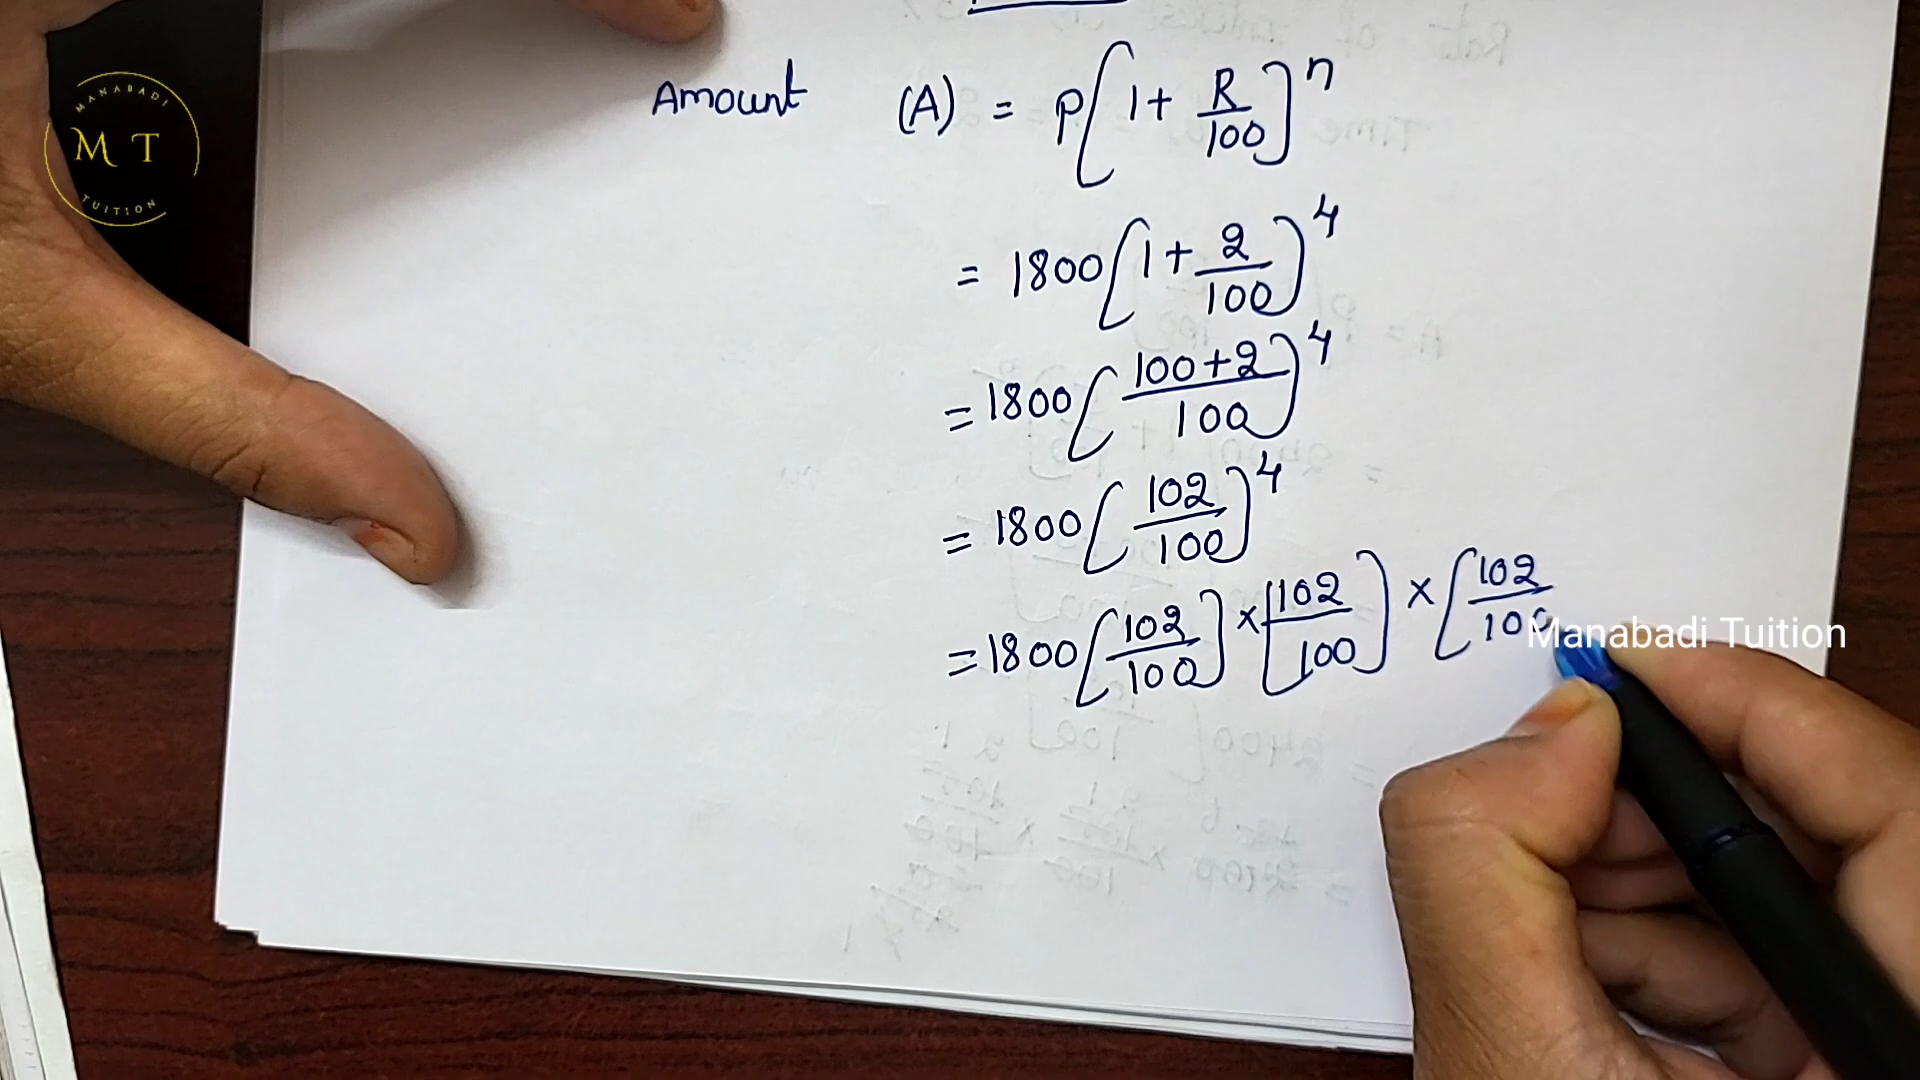 MANABADI
M T
TUITION
Amount (A) = P[1 + R/100]^n
= 1800[1 + 2/100]^4
= 1800[100+2/100]^4
= 1800[102/100]^4
= 1800[102/100] × [102/100] × [102/100
Manabadi Tuition